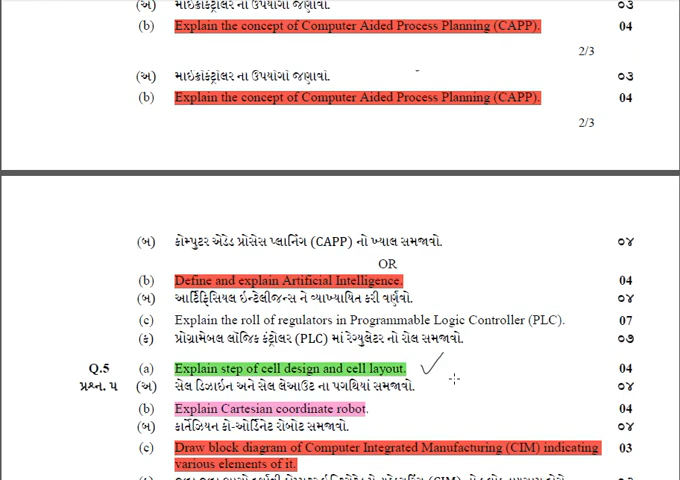 (અ) માઇક્રોકંટ્રોલર ના ઉપયોગો જણાવો. ૦૩
(b) Explain the concept of Computer Aided Process Planning (CAPP). 04
2/3
(અ) માઇક્રોકંટ્રોલર ના ઉપયોગો જણાવો. ૦૩
(b) Explain the concept of Computer Aided Process Planning (CAPP). 04
2/3
(બ) કોમ્પુટર એડેડ પ્રોસેસ પ્લાનિંગ (CAPP) નો ખ્યાલ સમજાવો. ૦૪
OR
(b) Define and explain Artificial Intelligence. 04
(બ) આર્ટિફિસિયલ ઇન્ટેલીજન્સ ને વ્યાખ્યાયિત કરી વર્ણવો. ૦૪
(c) Explain the roll of regulators in Programmable Logic Controller (PLC). 07
(ક) પ્રોગ્રામેબલ લૉજિક કંટ્રોલર (PLC) માં રેગ્યુલેટર નો રોલ સમજાવો. ૦૭
Q.5 (a) Explain step of cell design and cell layout. 04
પ્રશ્ન. ૫ (અ) સેલ ડિઝાઇન અને સેલ લેઆઉટ ના પગથિયાં સમજાવો. ૦૪
(b) Explain Cartesian coordinate robot. 04
(બ) કાર્તેઝિયન કો-ઓર્ડિનેટ રોબોટ સમજાવો. ૦૪
(c) Draw block diagram of Computer Integrated Manufacturing (CIM) indicating 03
various elements of it.